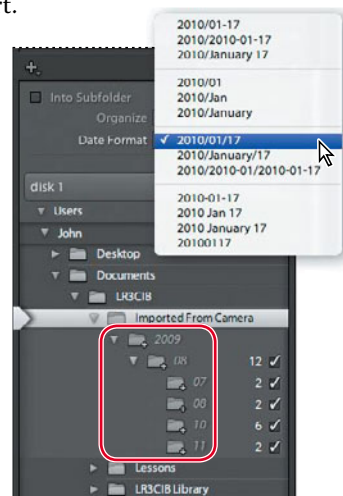 rt.
2010/01-17
2010/2010-01-17
2010/January 17
2010/01
2010/Jan
2010/January
✓ 2010/01/17
2010/January/17
2010/2010-01/2010-01-17
2010-01-17
2010 Jan 17
2010 January 17
20100117
+
Into Subfolder
Organize
Date Format
disk 1
Users
John
Desktop
Documents
LR3CIB
Imported From Camera
2009
08 12 ✓
07 2 ✓
08 2 ✓
10 6 ✓
11 2 ✓
Lessons
LR3CIB Library